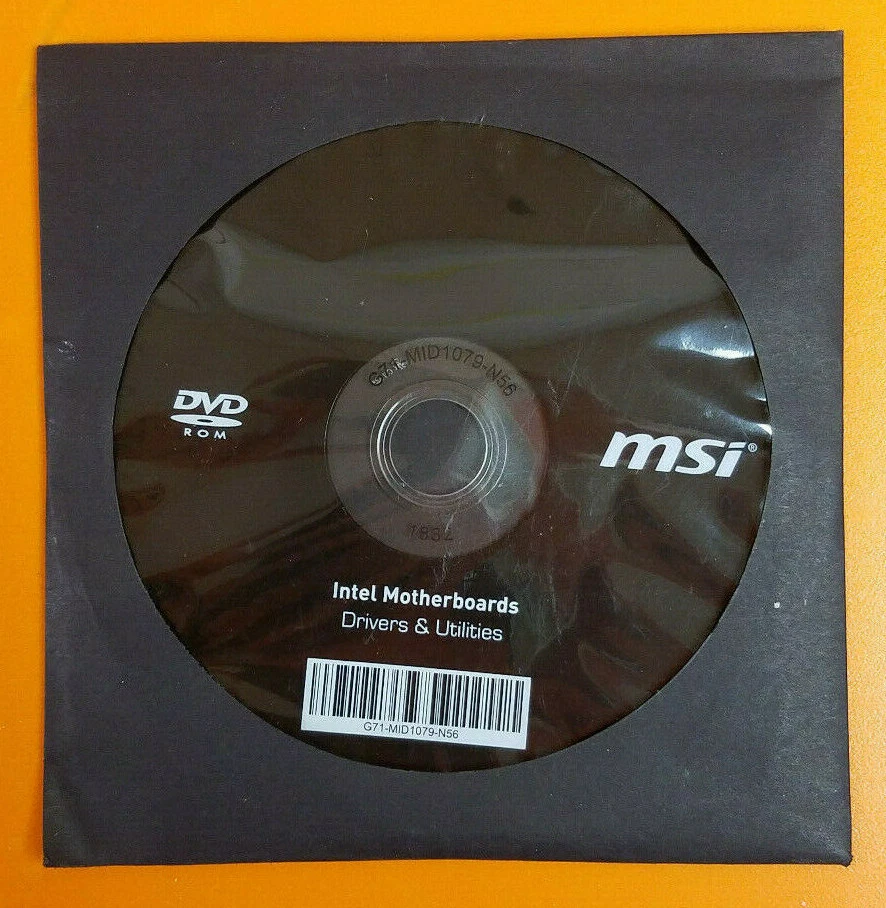 G71-MID1079-N56
DVD
ROM
msi®
1832
Intel Motherboards
Drivers & Utilities
G71-MID1079-N56